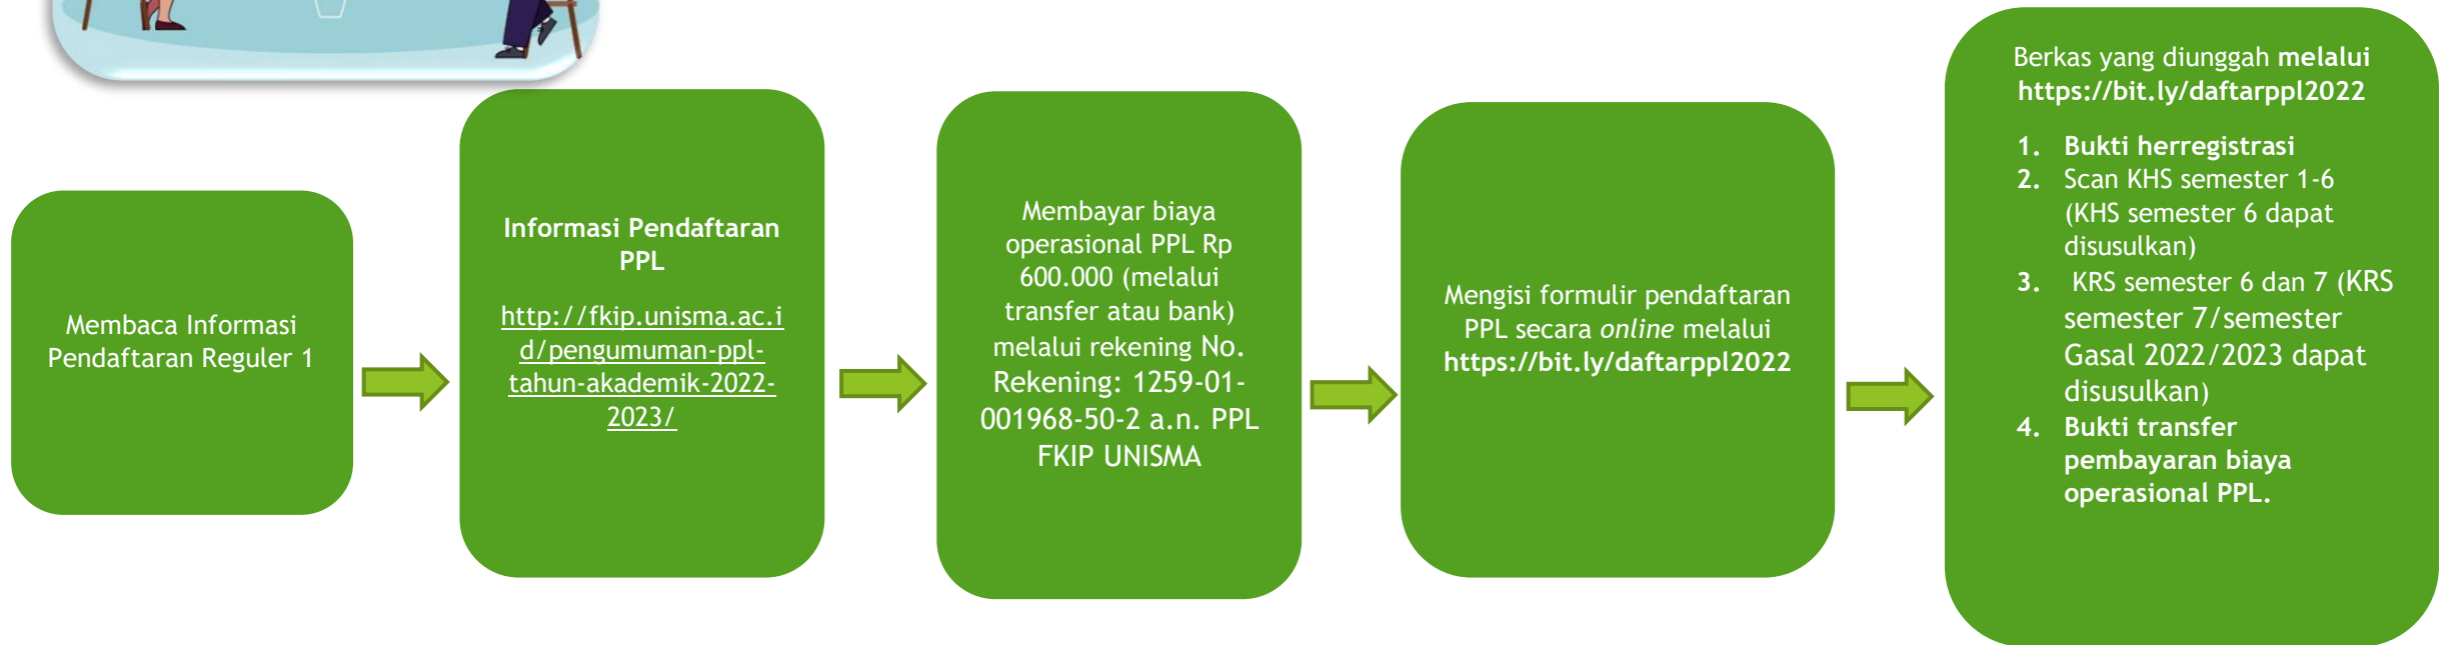 Membaca Informasi
Pendaftaran Reguler 1
Informasi Pendaftaran
PPL
http://fkip.unisma.ac.i
d/pengumuman-ppl-
tahun-akademik-2022-
2023/
Membayar biaya
operasional PPL Rp
600.000 (melalui
transfer atau bank)
melalui rekening No.
Rekening: 1259-01-
001968-50-2 a.n. PPL
FKIP UNISMA
Mengisi formulir pendaftaran
PPL secara online melalui
https://bit.ly/daftarppl2022
Berkas yang diunggah melalui
https://bit.ly/daftarppl2022
1. Bukti herregistrasi
2. Scan KHS semester 1-6
(KHS semester 6 dapat
disusulkan)
3. KRS semester 6 dan 7 (KRS
semester 7/semester
Gasal 2022/2023 dapat
disusulkan)
4. Bukti transfer
pembayaran biaya
operasional PPL.